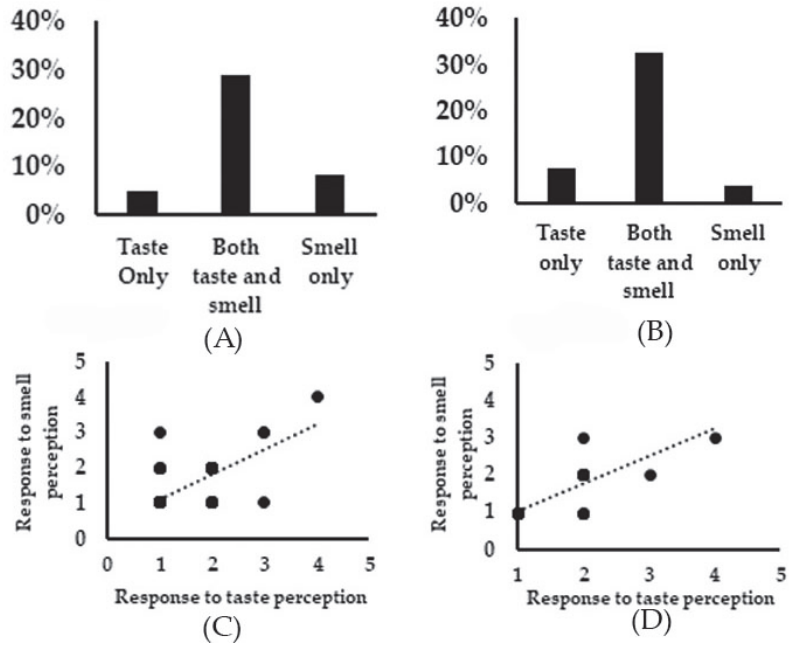 40%
30%
20%
10%
0%
Taste Only
Both taste and smell
Smell only
(A)
40%
30%
20%
10%
0%
Taste only
Both taste and smell
Smell only
(B)
Response to smell perception
5
4
3
2
1
0
0 1 2 3 4 5
Response to taste perception
(C)
Response to smell perception
5
4
3
2
1
0
1 2 3 4 5
Response to taste perception
(D)